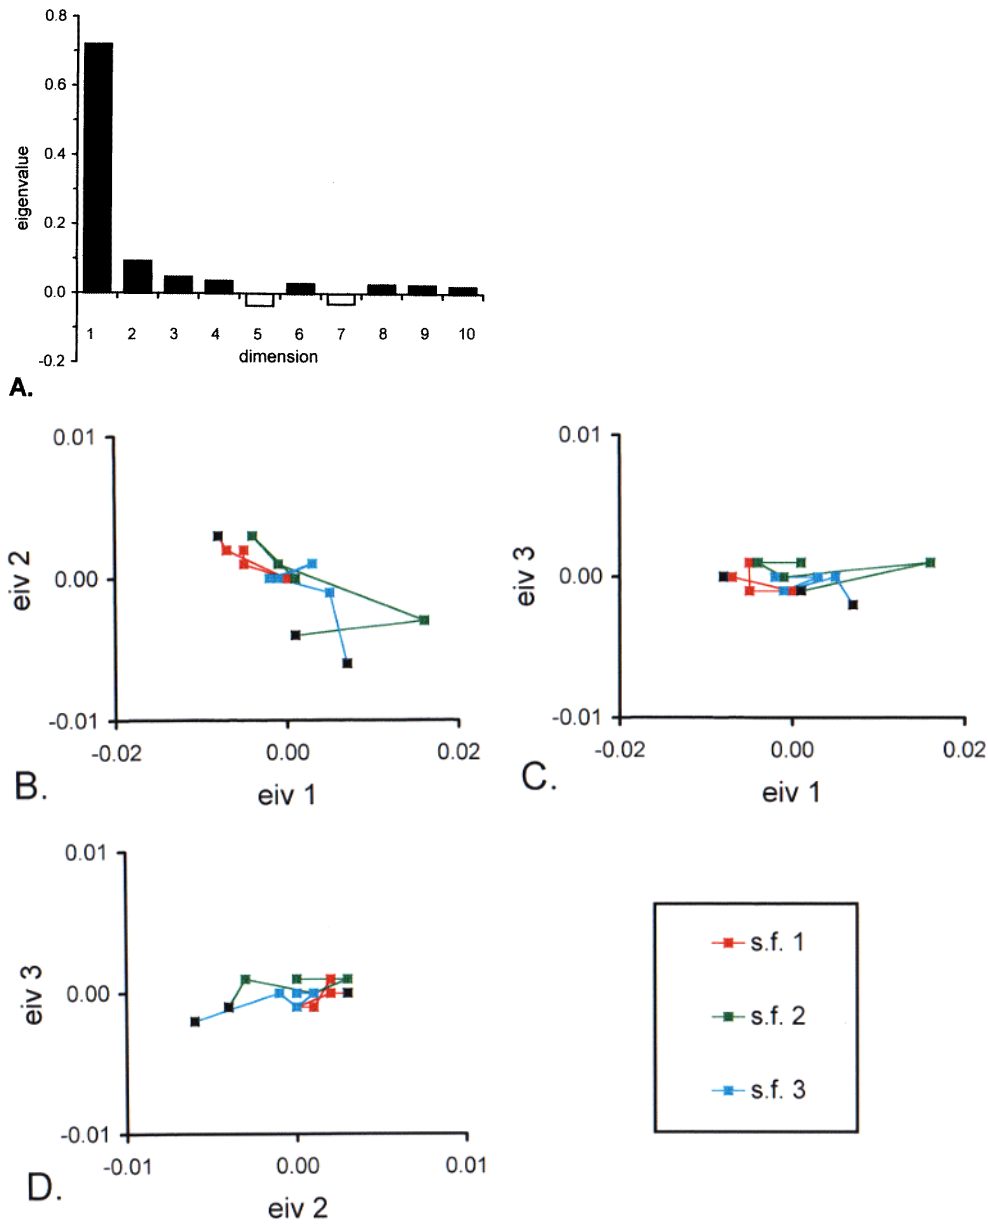 0.8
0.6
0.4
0.2
0.0
-0.2
eigenvalue
1 2 3 4 5 6 7 8 9 10
dimension
A.
0.01
0.00
-0.01
eiv 2
-0.02 0.00 0.02
eiv 1
B.
0.01
0.00
-0.01
eiv 3
-0.02 0.00 0.02
eiv 1
C.
0.01
0.00
-0.01
eiv 3
-0.01 0.00 0.01
eiv 2
D.
s.f. 1
s.f. 2
s.f. 3